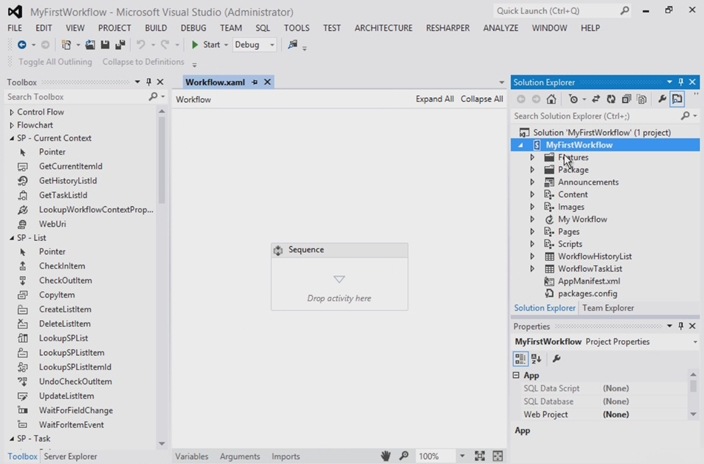 MyFirstWorkflow - Microsoft Visual Studio (Administrator)
Quick Launch (Ctrl+Q)
FILE EDIT VIEW PROJECT BUILD DEBUG TEAM SQL TOOLS TEST ARCHITECTURE RESHARPER ANALYZE WINDOW HELP
Start Debug
Toggle All Outlining Collapse to Definitions
Toolbox
Search Toolbox
Control Flow
Flowchart
SP - Current Context
Pointer
GetCurrentItemId
GetHistoryListId
GetTaskListId
LookupWorkflowContextProp...
WebUri
SP - List
Pointer
CheckInItem
CheckOutItem
CopyItem
CreateListItem
DeleteListItem
LookupSPList
LookupSPListItem
LookupSPListItemId
UndoCheckOutItem
UpdateListItem
WaitForFieldChange
WaitForItemEvent
SP - Task
Toolbox Server Explorer
Workflow.xaml
Workflow Expand All Collapse All
Sequence
Drop activity here
Variables Arguments Imports 100%
Solution Explorer
Search Solution Explorer (Ctrl+;)
Solution 'MyFirstWorkflow' (1 project)
MyFirstWorkflow
Features
Package
Announcements
Content
Images
My Workflow
Pages
Scripts
WorkflowHistoryList
WorkflowTaskList
AppManifest.xml
packages.config
Solution Explorer Team Explorer
Properties
MyFirstWorkflow Project Properties
App
SQL Data Script (None)
SQL Database (None)
Web Project (None)
App